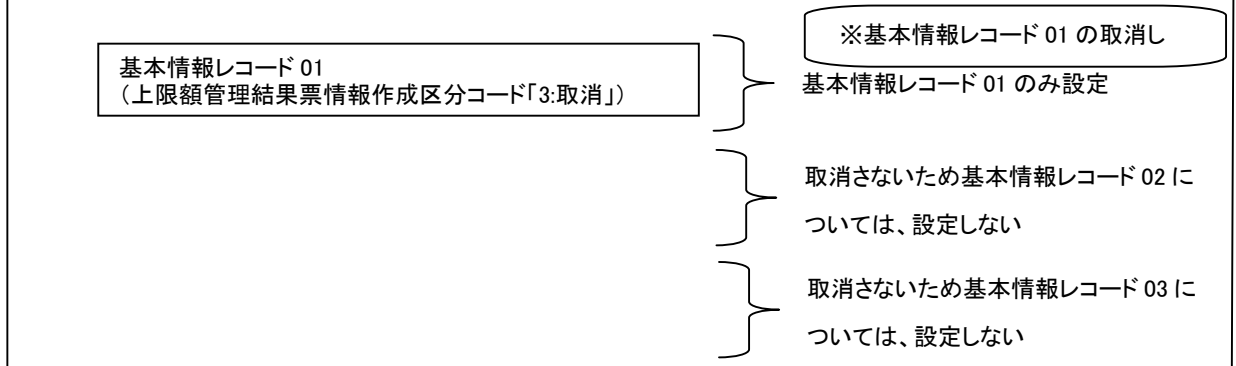 ※基本情報レコード 01 の取消し
基本情報レコード 01
（上限額管理結果票情報作成区分コード「3:取消」）
基本情報レコード 01 のみ設定
取消さないため基本情報レコード 02 に
ついては、設定しない
取消さないため基本情報レコード 03 に
ついては、設定しない